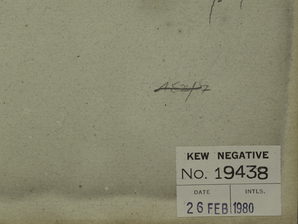 KEW NEGATIVE
No. 19438
DATE INTLS.
26 FEB 1980